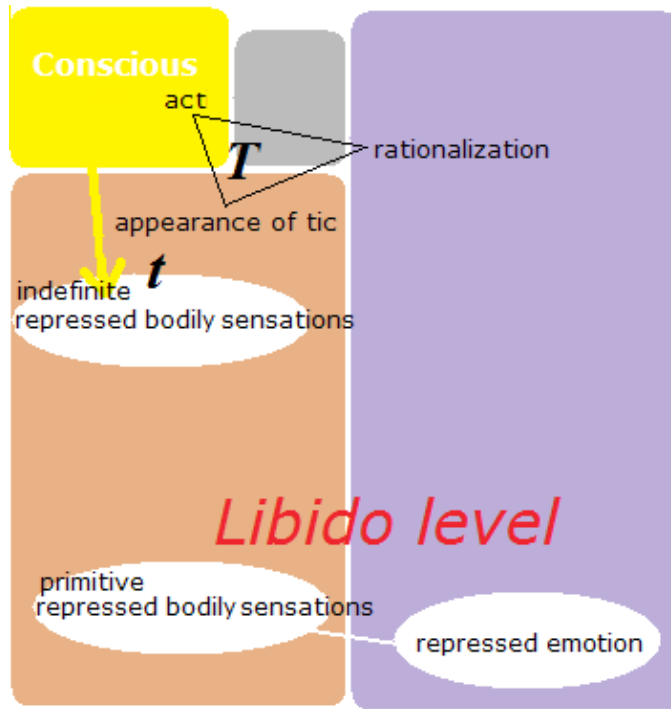 Conscious
act
T
rationalization
appearance of tic
t
indefinite
repressed bodily sensations
Libido level
primitive
repressed bodily sensations
repressed emotion